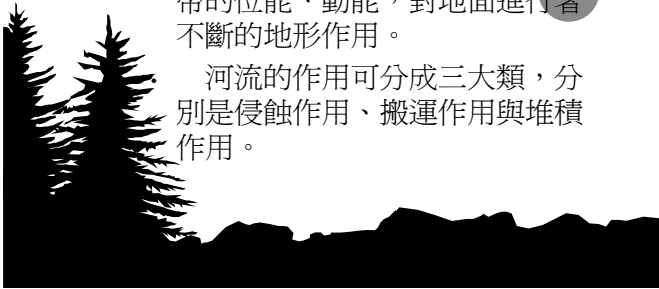 帶的位能、動能，對地面進行著
不斷的地形作用。
河流的作用可分成三大類，分
別是侵蝕作用、搬運作用與堆積
作用。